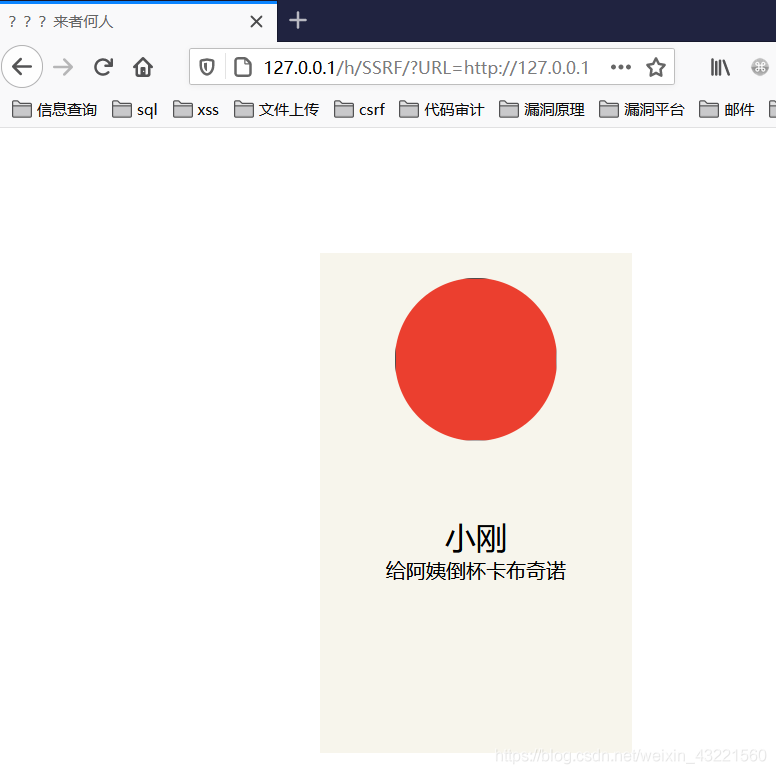 ？？？来者何人
127.0.0.1/h/SSRF/?URL=http://127.0.0.1
信息查询 sql xss 文件上传 csrf 代码审计 漏洞原理 漏洞平台 邮件
小刚
给阿姨倒杯卡布奇诺
https://blog.csdn.net/weixin_43221560